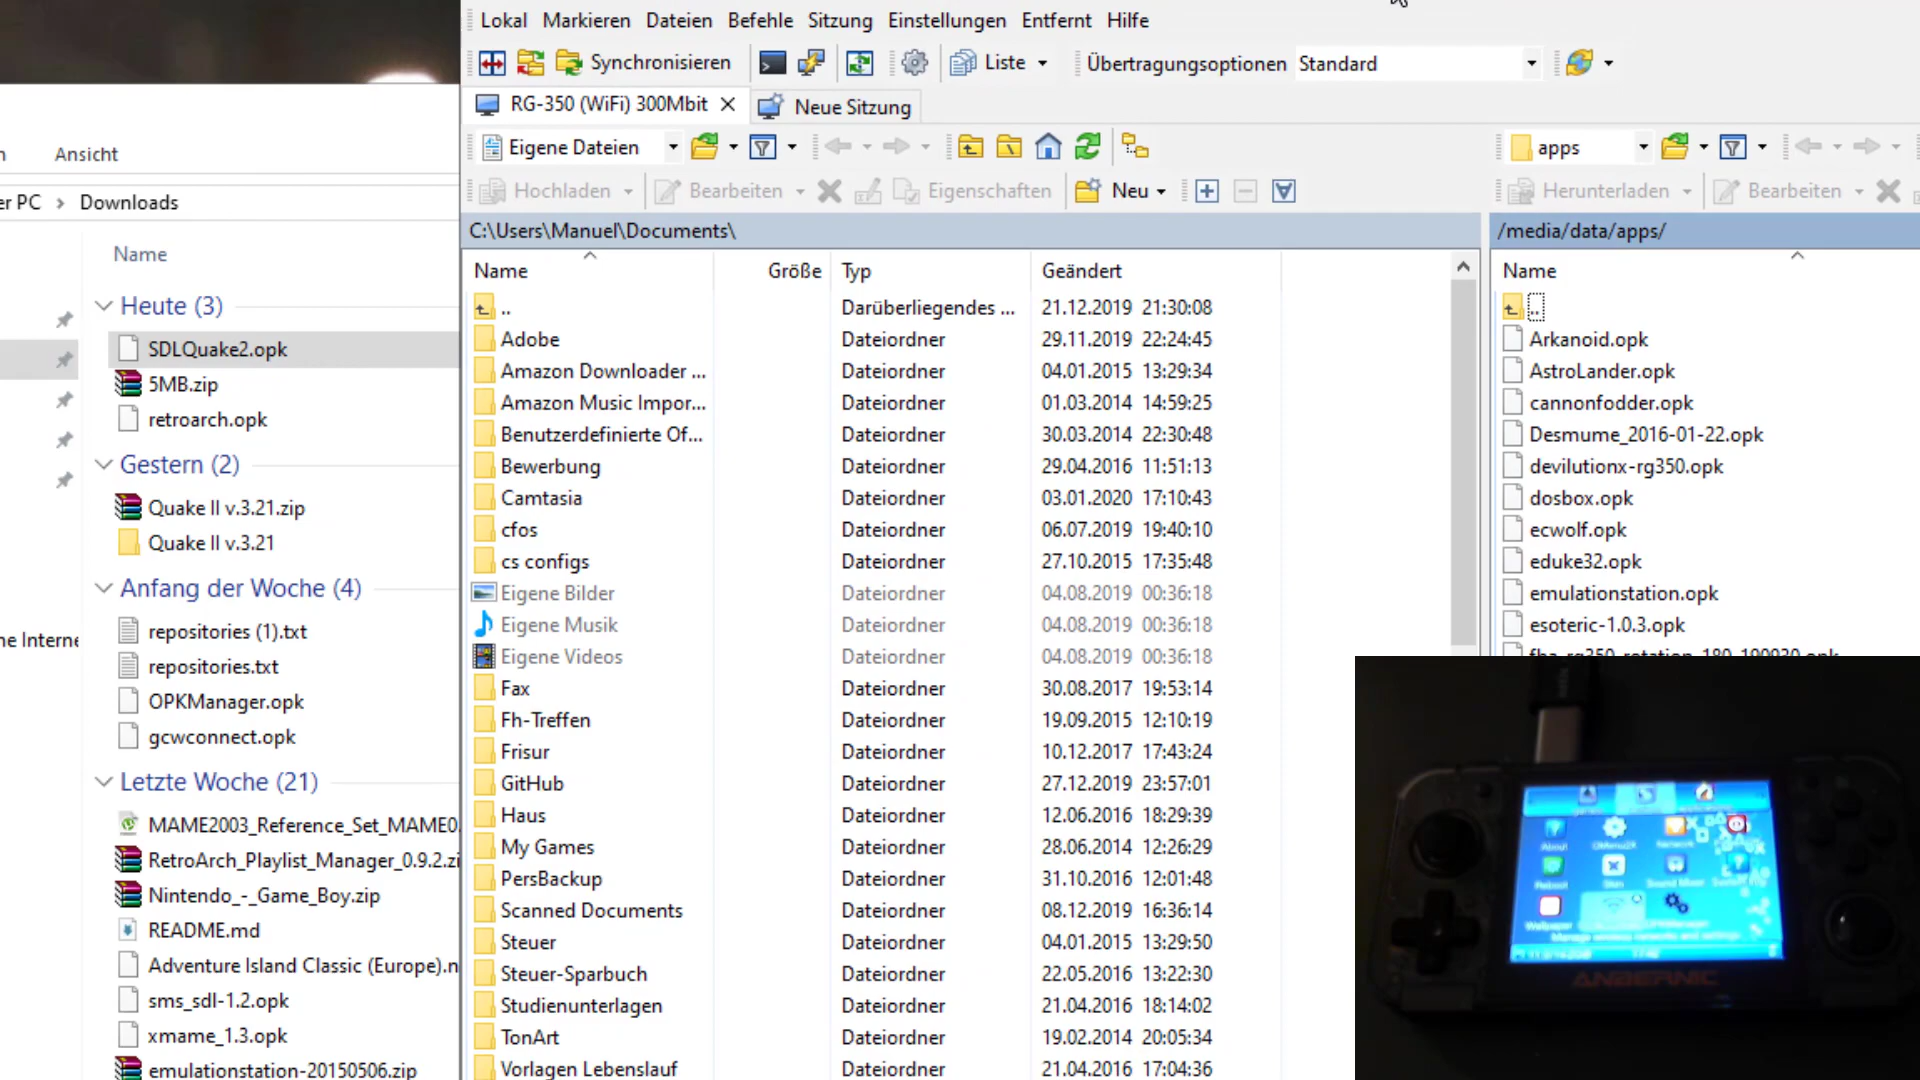 Lokal Markieren Dateien Befehle Sitzung Einstellungen Entfernt Hilfe
Synchronisieren Liste Übertragungsoptionen Standard
RG-350 (WiFi) 300Mbit Neue Sitzung
Eigene Dateien
apps
Hochladen Bearbeiten Eigenschaften Neu
Herunterladen Bearbeiten
Ansicht
er PC > Downloads
Name
Heute (3)
SDLQuake2.opk
5MB.zip
retroarch.opk
Gestern (2)
Quake II v.3.21.zip
Quake II v.3.21
Anfang der Woche (4)
repositories (1).txt
ne Interne
repositories.txt
OPKManager.opk
gcwconnect.opk
Letzte Woche (21)
MAME2003_Reference_Set_MAME0.
RetroArch_Playlist_Manager_0.9.2.zi
Nintendo_-_Game_Boy.zip
README.md
Adventure Island Classic (Europe).n
sms_sdl-1.2.opk
xmame_1.3.opk
emulationstation-20150506.zip
C:\Users\Manuel\Documents\
Name Größe Typ Geändert
.. Darüberliegendes ... 21.12.2019 21:30:08
Adobe Dateiordner 29.11.2019 22:24:45
Amazon Downloader ... Dateiordner 04.01.2015 13:29:34
Amazon Music Impor... Dateiordner 01.03.2014 14:59:25
Benutzerdefinierte Of... Dateiordner 30.03.2014 22:30:48
Bewerbung Dateiordner 29.04.2016 11:51:13
Camtasia Dateiordner 03.01.2020 17:10:43
cfos Dateiordner 06.07.2019 19:40:10
cs configs Dateiordner 27.10.2015 17:35:48
Eigene Bilder Dateiordner 04.08.2019 00:36:18
Eigene Musik Dateiordner 04.08.2019 00:36:18
Eigene Videos Dateiordner 04.08.2019 00:36:18
Fax Dateiordner 30.08.2017 19:53:14
Fh-Treffen Dateiordner 19.09.2015 12:10:19
Frisur Dateiordner 10.12.2017 17:43:24
GitHub Dateiordner 27.12.2019 23:57:01
Haus Dateiordner 12.06.2016 18:29:39
My Games Dateiordner 28.06.2014 12:26:29
PersBackup Dateiordner 31.10.2016 12:01:48
Scanned Documents Dateiordner 08.12.2019 16:36:14
Steuer Dateiordner 04.01.2015 13:29:50
Steuer-Sparbuch Dateiordner 22.05.2016 13:22:30
Studienunterlagen Dateiordner 21.04.2016 18:14:02
TonArt Dateiordner 19.02.2014 20:05:34
Vorlagen Lebenslauf Dateiordner 21.04.2016 17:04:36
/media/data/apps/
Name
..
Arkanoid.opk
AstroLander.opk
cannonfodder.opk
Desmume_2016-01-22.opk
devilutionx-rg350.opk
dosbox.opk
ecwolf.opk
eduke32.opk
emulationstation.opk
esoteric-1.0.3.opk
About
Reboot
Skin
ANBERNIC